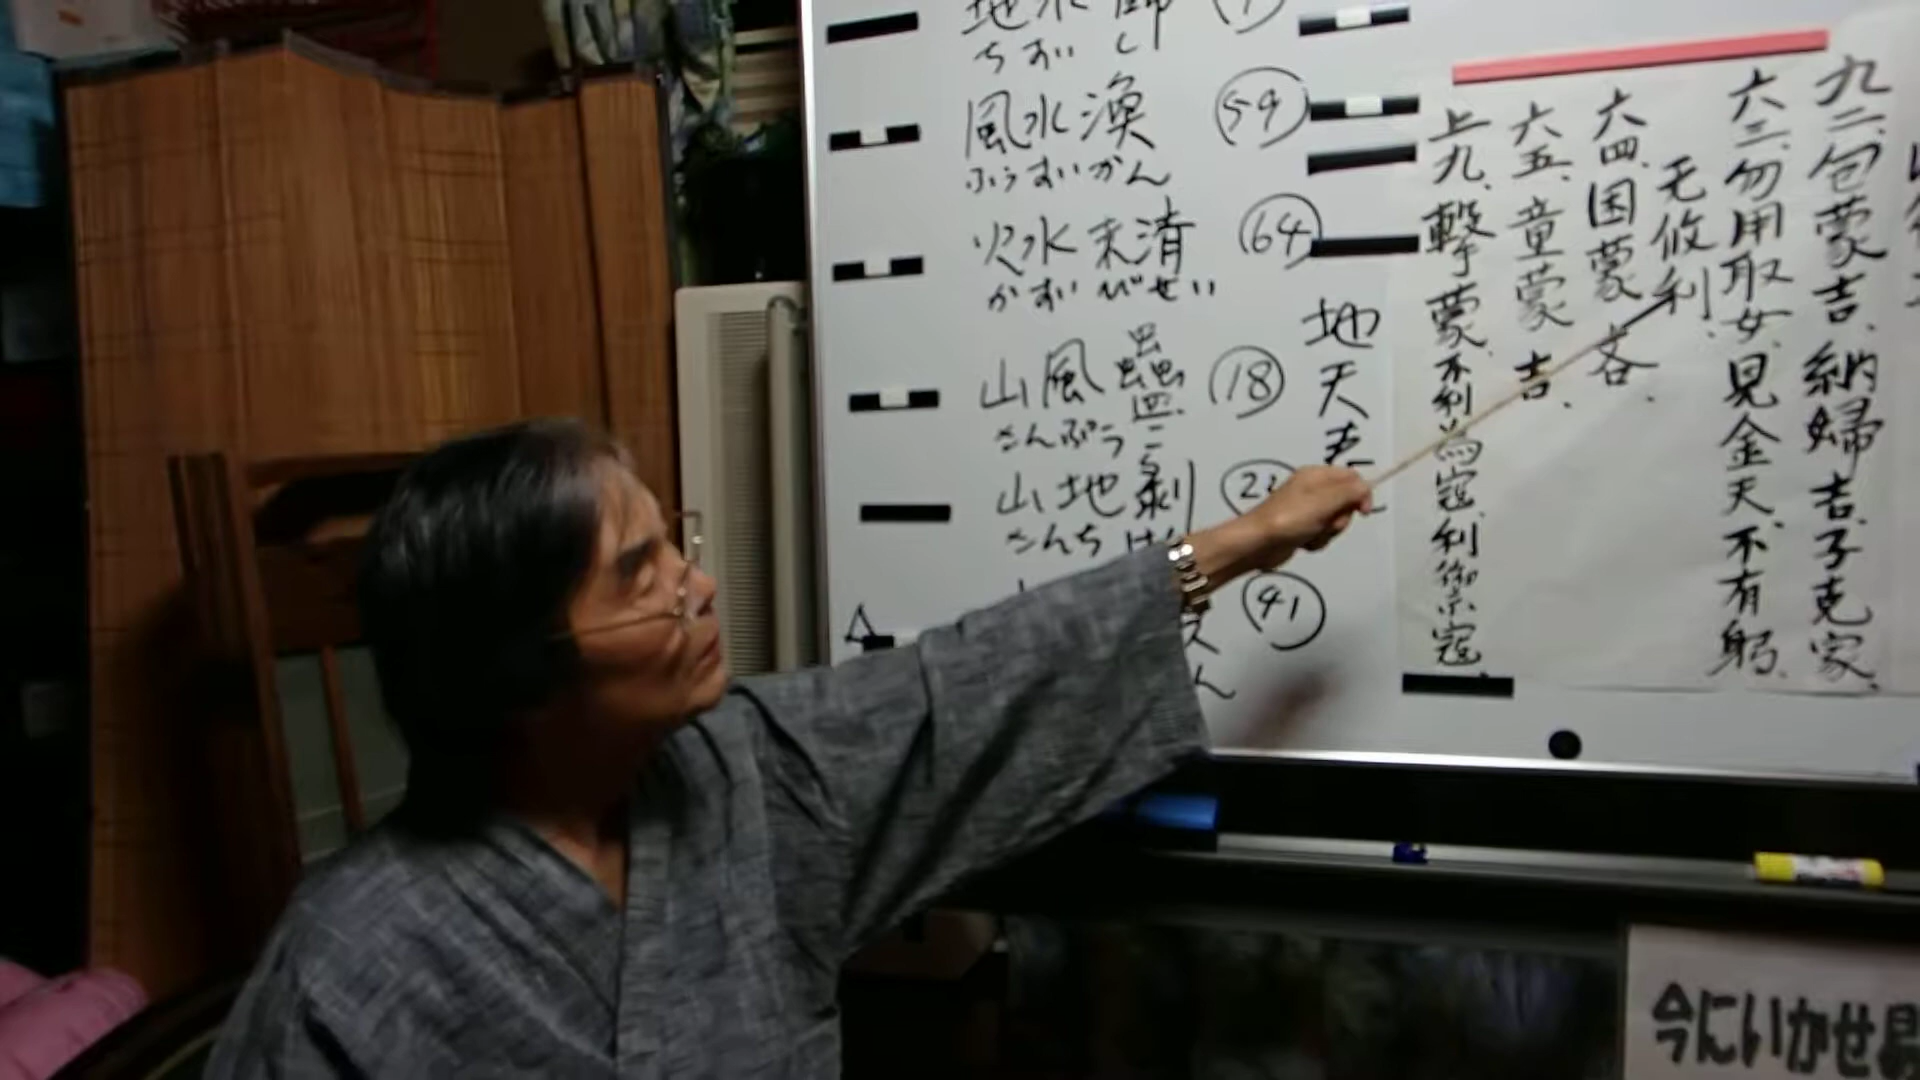 地水師
ちすいし
風水渙 59
ふうすいかん
火水未済 64
かすいびせい
山風蠱 18
さんぷうこ
山地剥
さんち
41
地
天
九二、包蒙吉、納婦吉、子克家、
六三、勿用取女、見金夫、不有躬、
无攸利、
六四、困蒙、吝、
六五、童蒙、吉、
上九、撃蒙、不利為寇、利御寇、
今にいかせ易